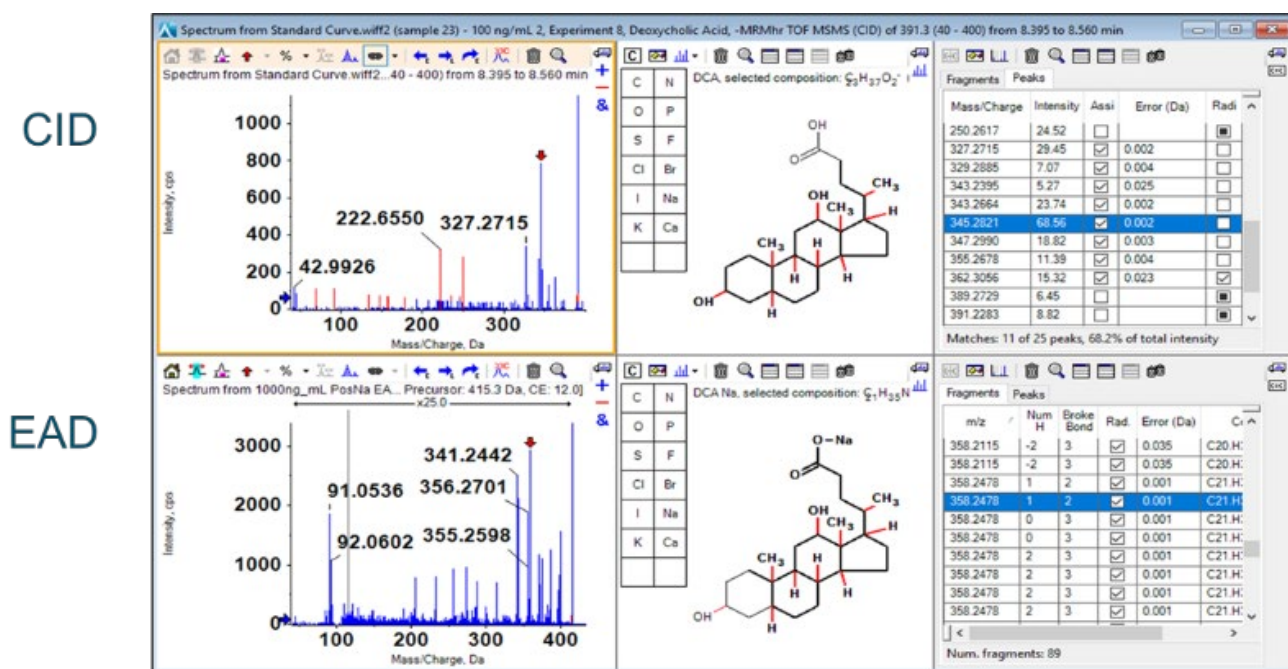 Spectrum from Standard Curve.wiff2 (sample 23) - 100 ng/mL 2, Experiment 8, Deoxycholic Acid, -MRMhr TOF MSMS (CID) of 391.3 (40 - 400) from 8.395 to 8.560 min
CID
Spectrum from Standard Curve.wiff2...40 - 400) from 8.395 to 8.560 min
Intensity, cps
1000
800
600
400
200
0
222.6550
327.2715
42.9926
100
200
300
Mass/Charge, Da
C N
O P
S F
Cl Br
I Na
K Ca
DCA, selected composition: C23H37O2-
OH
O
CH3
OH
CH3
H
CH3
H
H
H
HO
H
Fragments Peaks
Mass/Charge Intensity Assi Error (Da) Radi
250.2617 24.52
327.2715 29.45 0.002
329.2885 7.07 0.004
343.2395 5.27 0.025
343.2664 23.74 0.002
345.2821 68.56 0.002
347.2990 18.82 0.003
355.2678 11.39 0.004
362.3056 15.32 0.023
389.2729 6.45
391.2283 8.82
Matches: 11 of 25 peaks, 68.2% of total intensity
EAD
Spectrum from 1000ng_mL PosNa EA... Precursor: 415.3 Da, CE: 12.0]
x25.0
Intensity, cps
3000
2000
1000
0
341.2442
356.2701
91.0536
92.0602
355.2598
100
200
300
400
Mass/Charge, Da
C N
O P
S F
Cl Br
I Na
K Ca
DCA Na, selected composition: C21H35N
O-Na
O
CH3
OH
CH3
H
CH3
H
H
H
HO
H
Fragments Peaks
m/z Num H Broke Bond Rad. Error (Da)
358.2115 -2 3 0.035 C20.H
358.2115 -2 3 0.035 C20.H
358.2478 1 2 0.001 C21.H
358.2478 1 2 0.001 C21.H
358.2478 0 3 0.001 C21.H
358.2478 0 3 0.001 C21.H
358.2478 2 3 0.001 C21.H
358.2478 2 3 0.001 C21.H
358.2478 2 3 0.001 C21.H
358.2478 2 3 0.001 C21.H
Num. fragments: 89